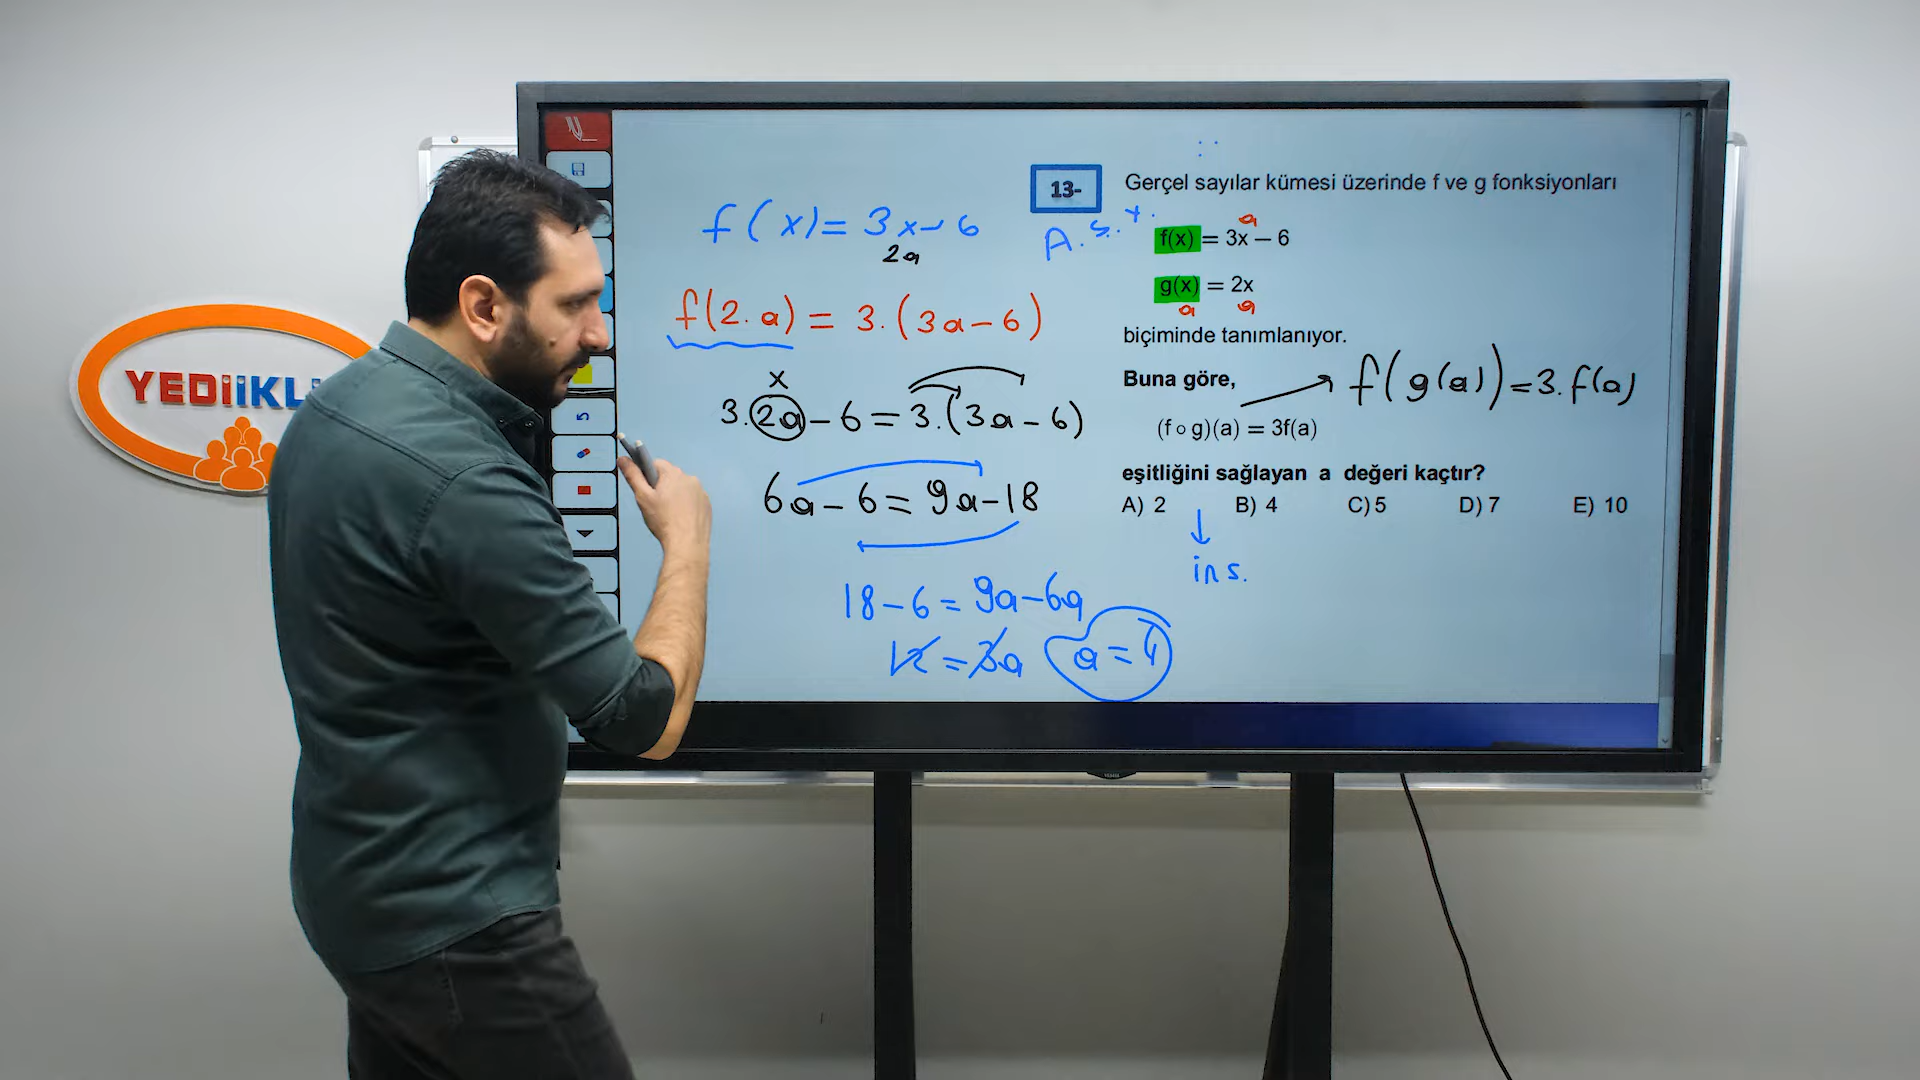 YEDİİKL
13-
Gerçel sayılar kümesi üzerinde f ve g fonksiyonları
f(x) = 3x – 6
a
g(x) = 2x
a a
biçiminde tanımlanıyor.
Buna göre,
(f o g)(a) = 3f(a)
eşitliğini sağlayan a değeri kaçtır?
A) 2 B) 4 C) 5 D) 7 E) 10
ins.
f(g(a))=3.f(a)
f(x)=3x-6
2a
f(2.a)=3.(3a-6)
x
3.2a-6=3.(3a-6)
6a-6=9a-18
18-6=9a-6a
12=3a a=4